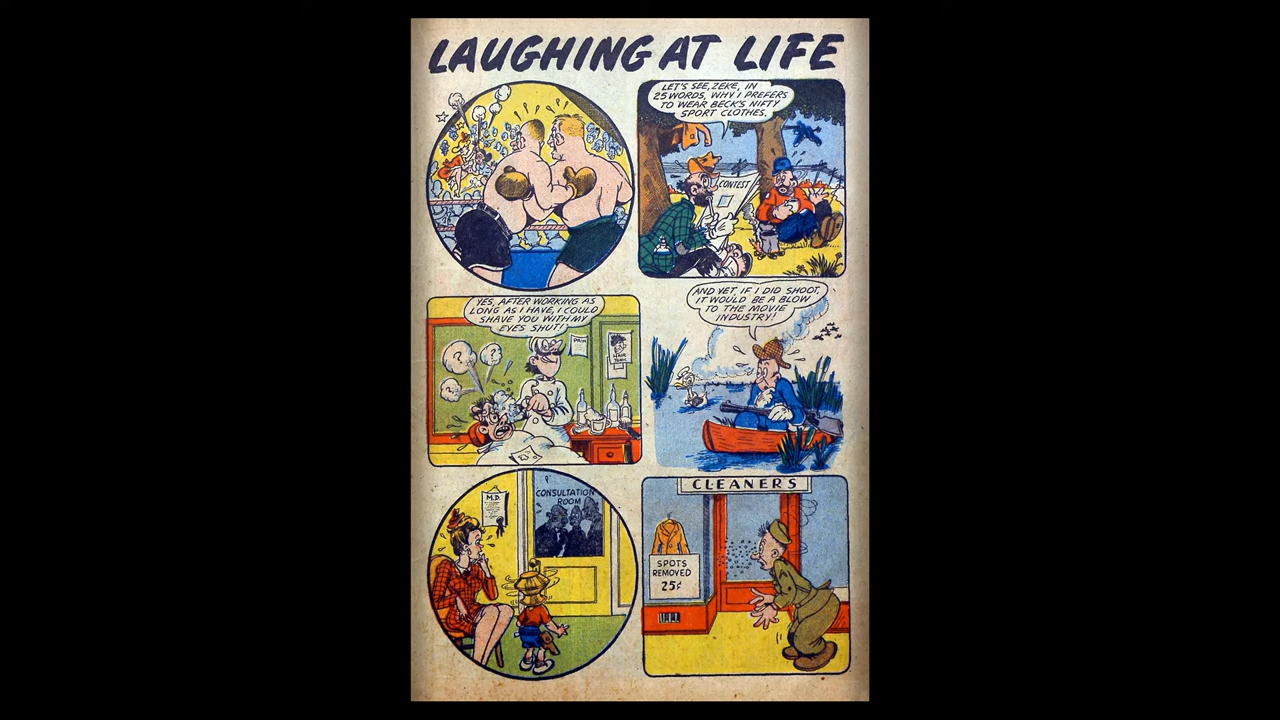 LAUGHING AT LIFE
LET'S SEE, ZEKE, IN
25 WORDS, WHY I PREFERS
TO WEAR BECK'S NIFTY
SPORT CLOTHES.
CONTEST
YES, AFTER WORKING AS
LONG AS I HAVE, I COULD
SHAVE YOU WITH MY
EYES SHUT!
HAIR
TONIC
? ? ?
AND YET IF I DID SHOOT,
IT WOULD BE A BLOW
TO THE MOVIE
INDUSTRY!
M.D.
CONSULTATION
ROOM
CLEANERS
SPOTS
REMOVED
25¢